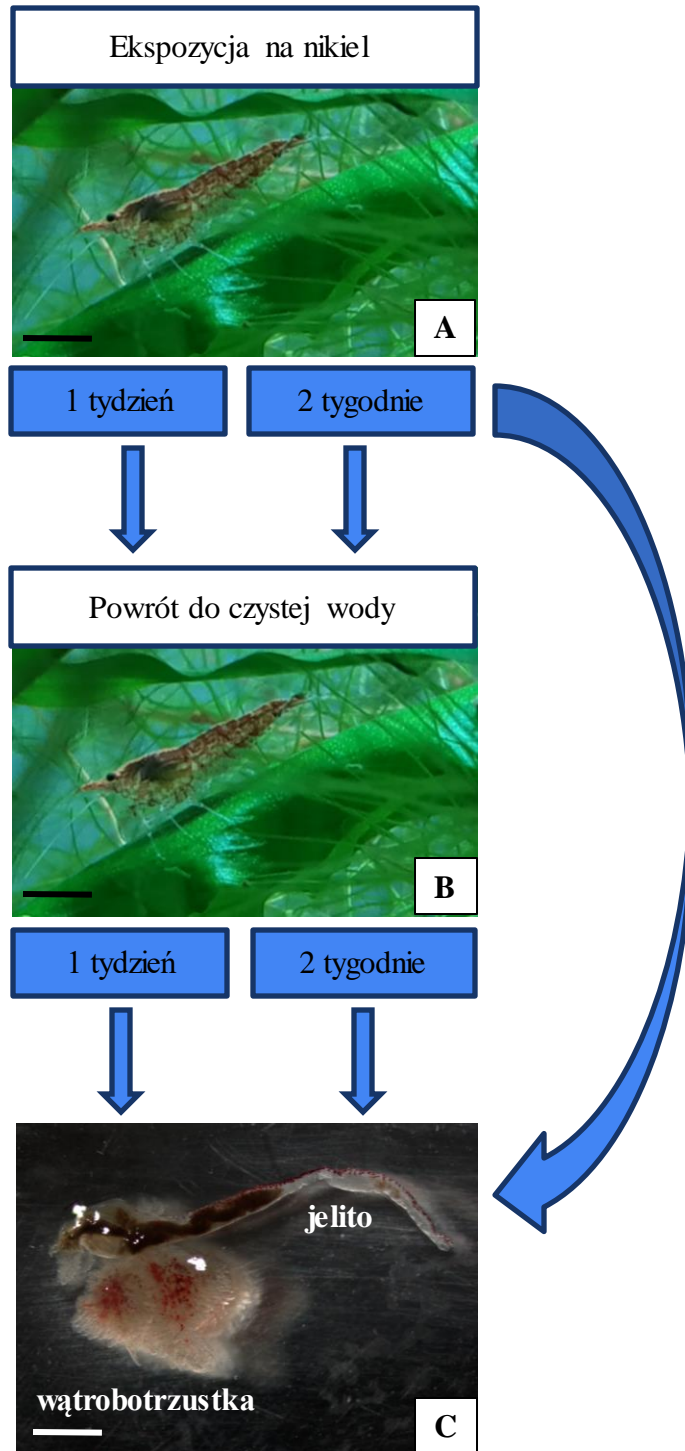 Ekspozycja na nikiel
A
1 tydzień
2 tygodnie
Powrót do czystej wody
B
1 tydzień
2 tygodnie
jelito
wątrobotrzustka
C